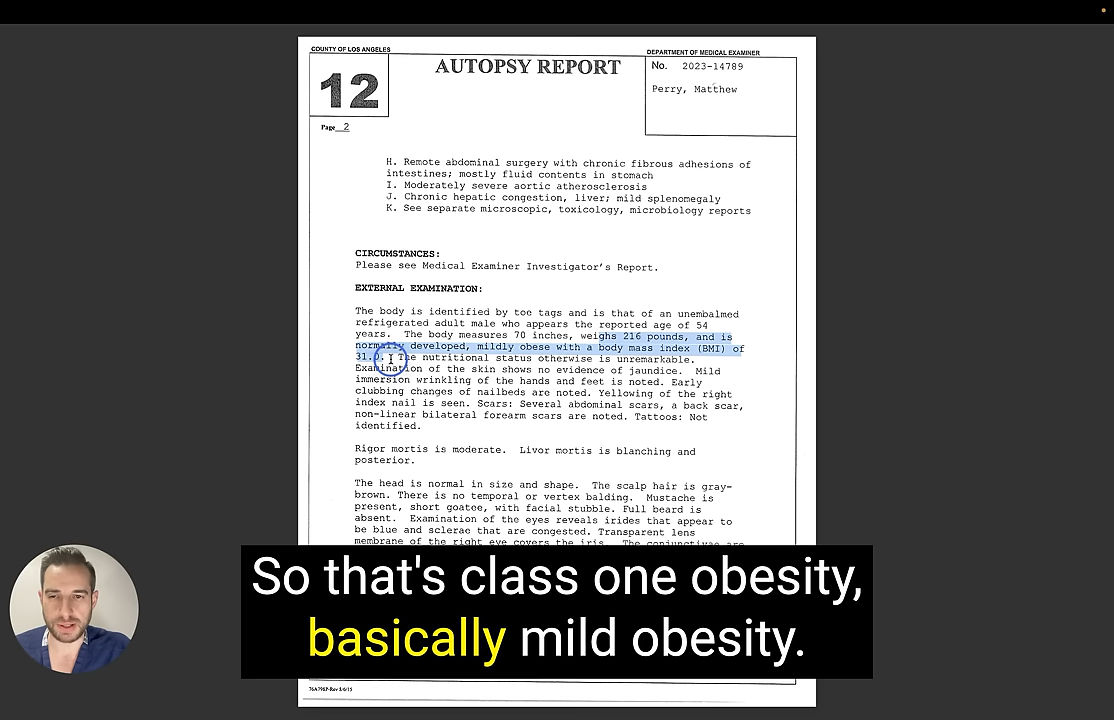 COUNTY OF LOS ANGELES
DEPARTMENT OF MEDICAL EXAMINER
12
AUTOPSY REPORT
No. 2023-14789
Perry, Matthew
Page 2
H. Remote abdominal surgery with chronic fibrous adhesions of
intestines; mostly fluid contents in stomach
I. Moderately severe aortic atherosclerosis
J. Chronic hepatic congestion, liver; mild splenomegaly
K. See separate microscopic, toxicology, microbiology reports
CIRCUMSTANCES:
Please see Medical Examiner Investigator's Report.
EXTERNAL EXAMINATION:
The body is identified by toe tags and is that of an unembalmed
refrigerated adult male who appears the reported age of 54
years. The body measures 70 inches, weighs 216 pounds, and is
normally developed, mildly obese with a body mass index (BMI) of
31.0. The nutritional status otherwise is unremarkable.
Examination of the skin shows no evidence of jaundice. Mild
immersion wrinkling of the hands and feet is noted. Early
clubbing changes of nailbeds are noted. Yellowing of the right
index nail is seen. Scars: Several abdominal scars, a back scar,
non-linear bilateral forearm scars are noted. Tattoos: Not
identified.
Rigor mortis is moderate. Livor mortis is blanching and
posterior.
The head is normal in size and shape. The scalp hair is gray-
brown. There is no temporal or vertex balding. Mustache is
present, short goatee, with facial stubble. Full beard is
absent. Examination of the eyes reveals irides that appear to
be blue and sclerae that are congested. Transparent lens
membrane of the right eye covers the iris. The conjunctivae are
So that's class one obesity,
basically mild obesity.
76A798P-Rev 8/6/15